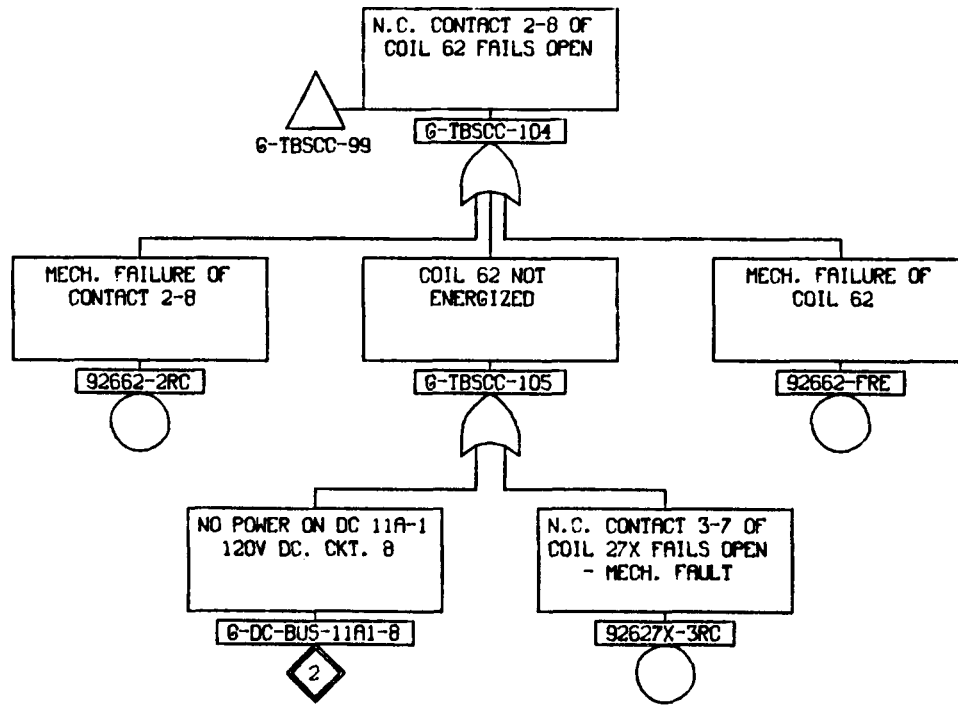 N.C. CONTACT 2-8 OF
COIL 62 FAILS OPEN
G-TBSCC-99
G-TBSCC-104
MECH. FAILURE OF
CONTACT 2-8
COIL 62 NOT
ENERGIZED
MECH. FAILURE OF
COIL 62
92662-2RC
G-TBSCC-105
92662-FRE
NO POWER ON DC 11A-1
120V DC. CKT. 8
N.C. CONTACT 3-7 OF
COIL 27X FAILS OPEN
- MECH. FAULT
G-DC-BUS-11A1-8
92627X-3RC
2